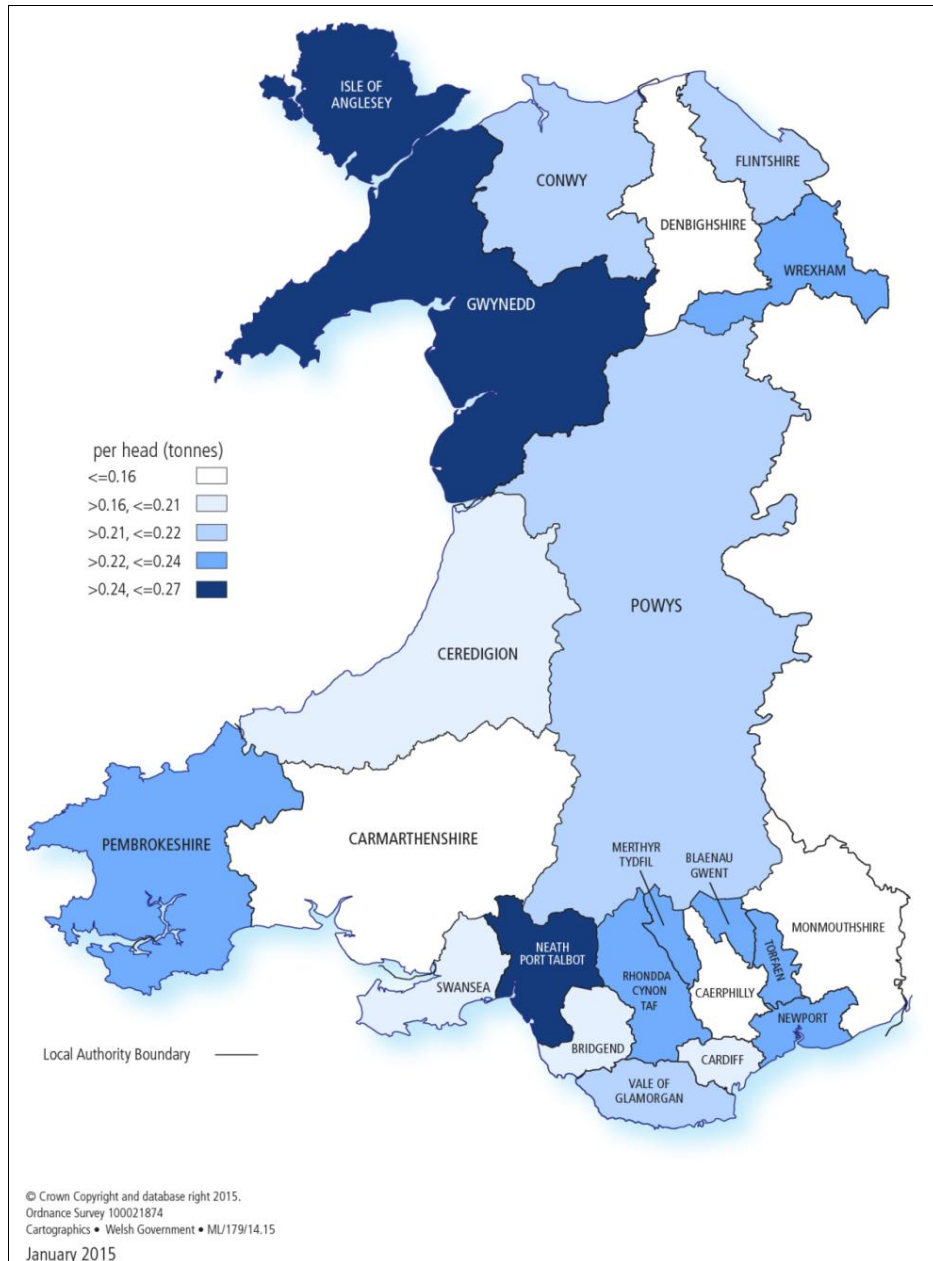 ISLE OF
ANGLESEY
FLINTSHIRE
CONWY
DENBIGHSHIRE
WREXHAM
GWYNEDD
per head (tonnes)
<=0.16
>0.16, <=0.21
>0.21, <=0.22
>0.22, <=0.24
>0.24, <=0.27
POWYS
CEREDIGION
CARMARTHENSHIRE
PEMBROKESHIRE
MERTHYR
TYDFIL
BLAENAU
GWENT
MONMOUTHSHIRE
NEATH
PORT TALBOT
TORFAEN
RHONDDA
CYNON
TAF
SWANSEA
CAERPHILLY
NEWPORT
BRIDGEND
CARDIFF
Local Authority Boundary
VALE OF
GLAMORGAN
© Crown Copyright and database right 2015.
Ordnance Survey 100021874
Cartographics • Welsh Government • ML/179/14.15
January 2015